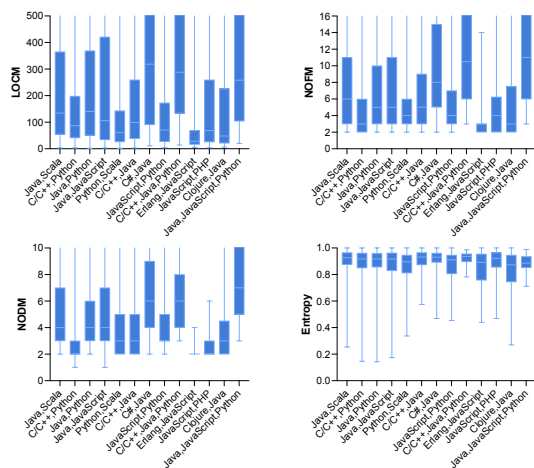 500
400
300
200
100
0
LOCM
Java,Scala
C/C++,Python
Java,Python
Java,JavaScript
Python,Scala
C/C++,Java
C#,Java
JavaScript,Python
C/C++,Java,Python
Erlang,JavaScript
JavaScript,PHP
Clojure,Java
Java,JavaScript,Python
16
14
12
10
8
6
4
2
0
NOFM
Java,Scala
C/C++,Python
Java,Python
Java,JavaScript
Python,Scala
C/C++,Java
C#,Java
JavaScript,Python
C/C++,Java,Python
Erlang,JavaScript
JavaScript,PHP
Clojure,Java
Java,JavaScript,Python
10
8
6
4
2
0
NODM
Java,Scala
C/C++,Python
Java,Python
Java,JavaScript
Python,Scala
C/C++,Java
C#,Java
JavaScript,Python
C/C++,Java,Python
Erlang,JavaScript
JavaScript,PHP
Clojure,Java
Java,JavaScript,Python
1.0
0.8
0.6
0.4
0.2
0.0
Entropy
Java,Scala
C/C++,Python
Java,Python
Java,JavaScript
Python,Scala
C/C++,Java
C#,Java
JavaScript,Python
C/C++,Java,Python
Erlang,JavaScript
JavaScript,PHP
Clojure,Java
Java,JavaScript,Python